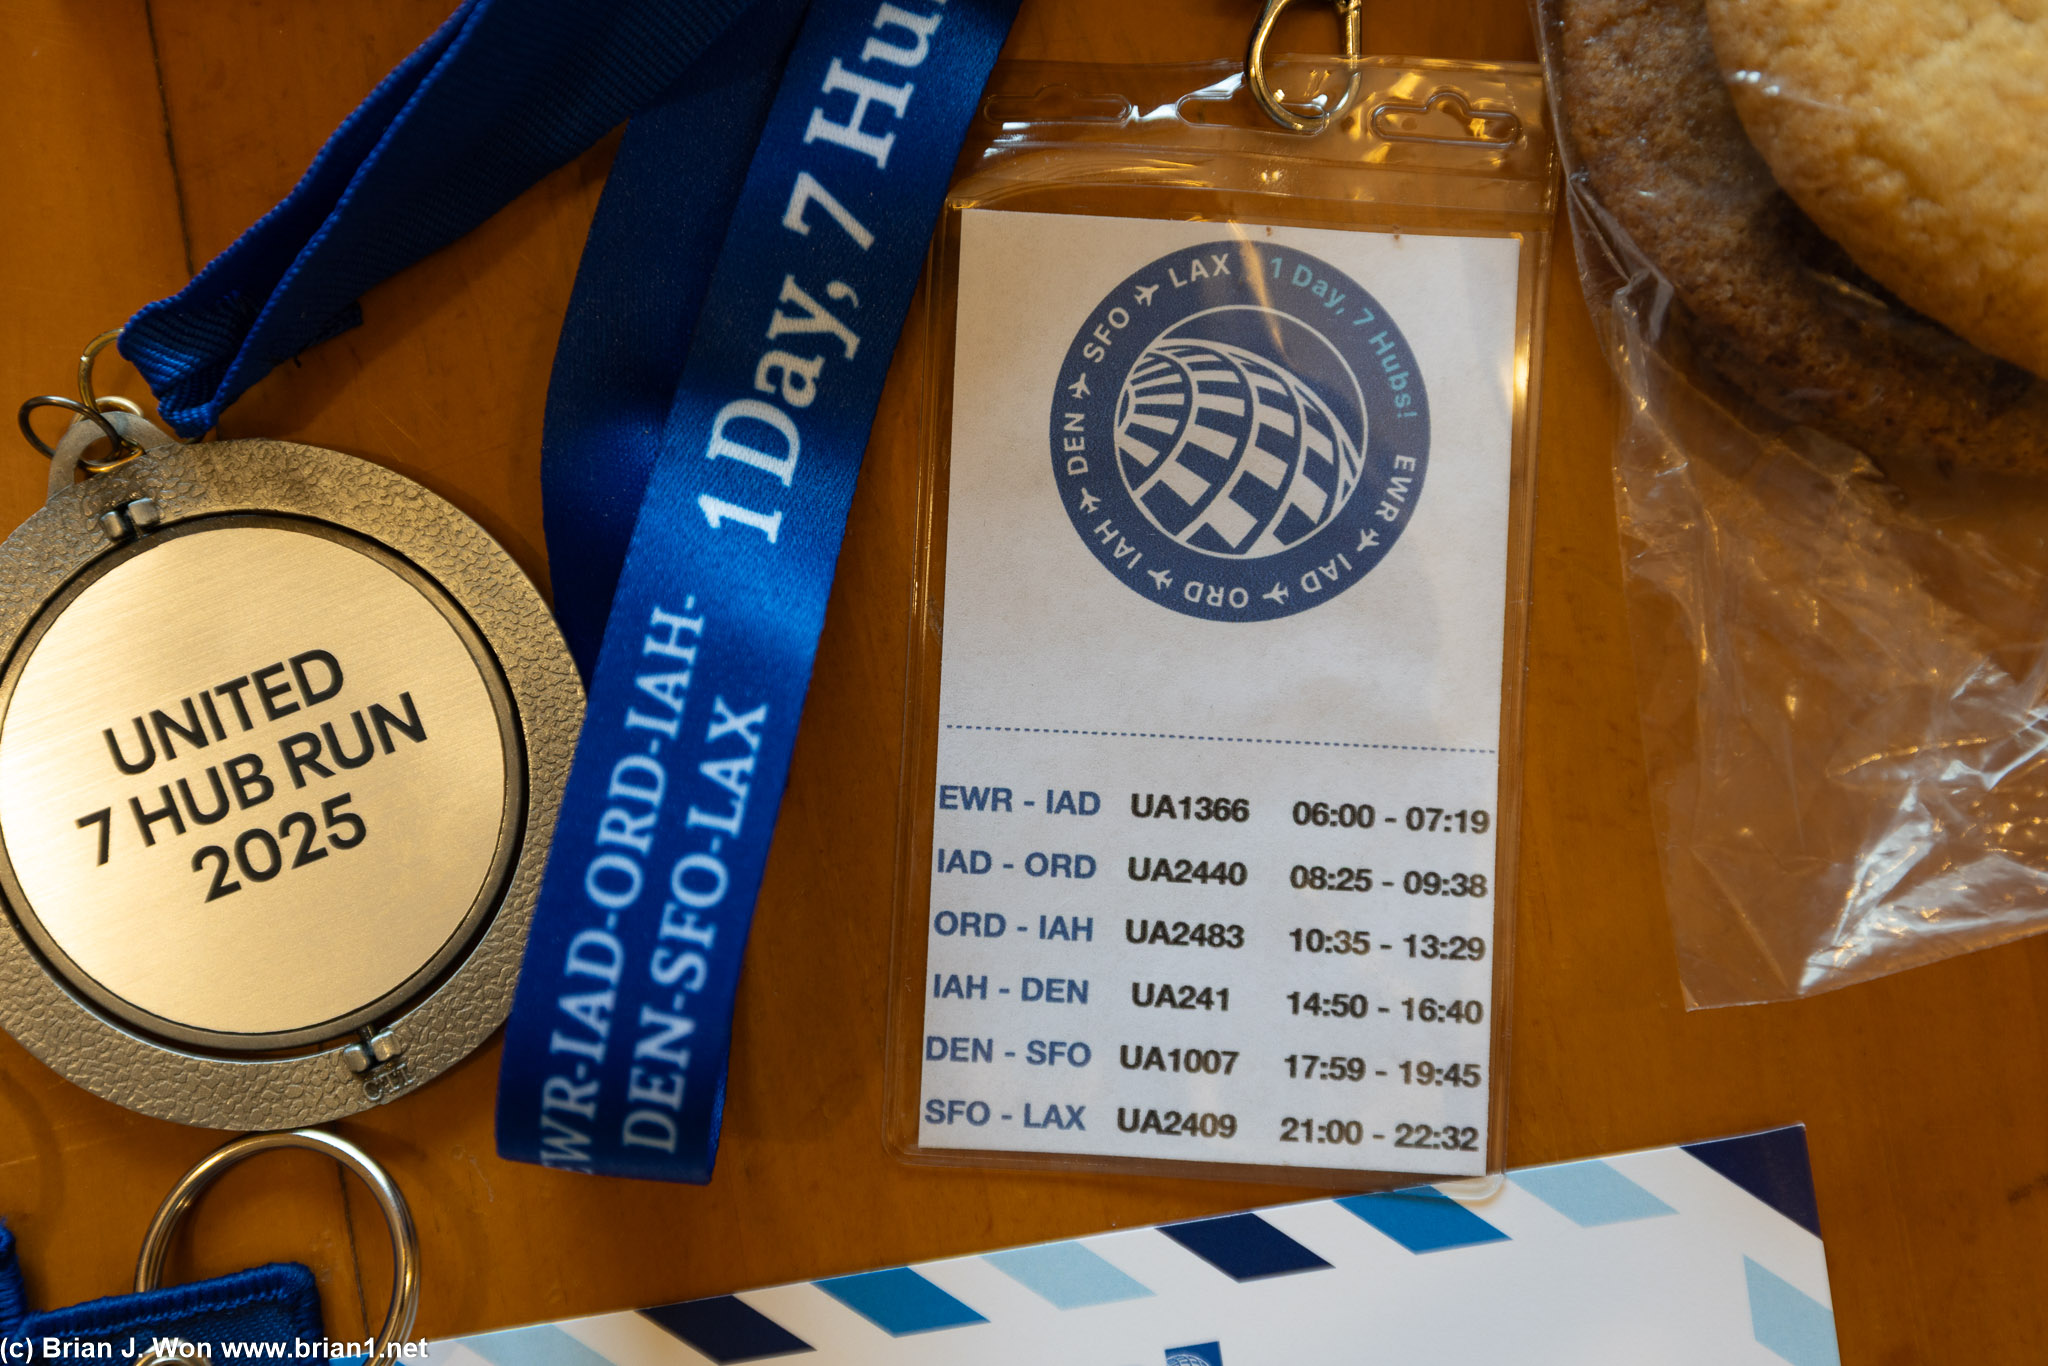 UNITED
7 HUB RUN
2025
CTI
1 Day, 7 Hu
EWR-IAD-ORD-IAH-
DEN-SFO-LAX
1 Day, 7 Hubs!
EWR IAD ORD IAH DEN SFO LAX
EWR - IAD UA1366 06:00 - 07:19
IAD - ORD UA2440 08:25 - 09:38
ORD - IAH UA2483 10:35 - 13:29
IAH - DEN UA241 14:50 - 16:40
DEN - SFO UA1007 17:59 - 19:45
SFO - LAX UA2409 21:00 - 22:32
(c) Brian J. Won www.brian1.net